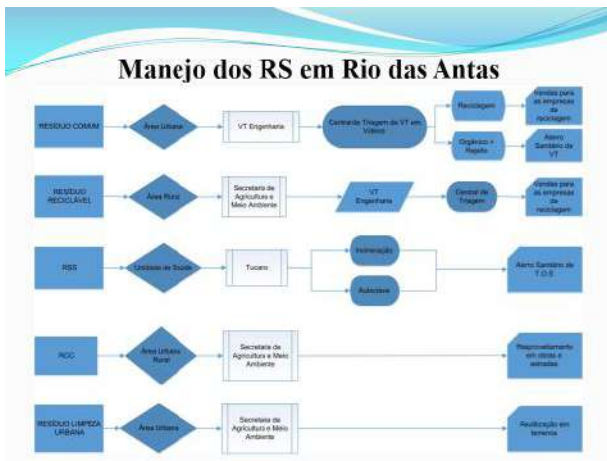 Manejo dos RS em Rio das Antas
RESÍDUO COMUM
Área Urbana
VT Engenharia
Central de Triagem da VT em
Videira
Reciclagem
Vendas para
as empresas
de
reciclagem
Orgânico +
Rejeito
Aterro
Sanitário da
VT
RESÍDUO
RECICLÁVEL
Área Rural
Secretaria de
Agricultura e
Meio Ambiente
VT
Engenharia
Central de
Triagem
Vendas para
as empresas
de
reciclagem
RSS
Unidade de Saúde
Tucano
Incineração
Autoclave
Aterro Sanitário de
T.O.S
RCC
Área Urbana
Rural
Secretaria de
Agricultura e Meio
Ambiente
Reaproveitamento
em obras e
estradas
RESÍDUO LIMPEZA
URBANA
Área Urbana
Secretaria de
Agricultura e Meio
Ambiente
Reutilização em
terrenos